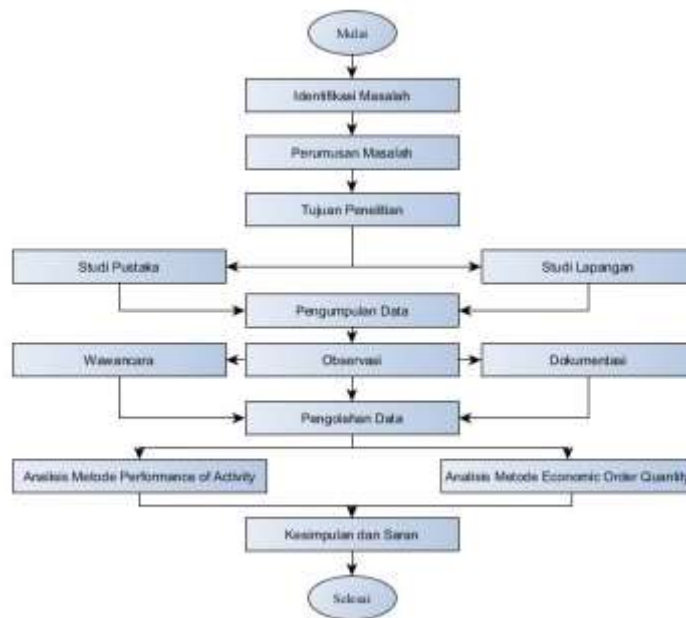 Mulai
Identifikasi Masalah
Perumusan Masalah
Tujuan Penelitian
Studi Pustaka
Studi Lapangan
Pengumpulan Data
Wawancara
Observasi
Dokumentasi
Pengolahan Data
Analisis Metode Performance of Activity
Analisis Metode Economic Order Quantity
Kesimpulan dan Saran
Selesai